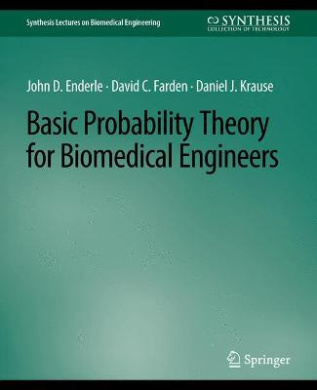 Synthesis Lectures on Biomedical Engineering
SYNTHESIS
COLLECTION OF TECHNOLOGY
John D. Enderle · David C. Farden · Daniel J. Krause
Basic Probability Theory
for Biomedical Engineers
Springer